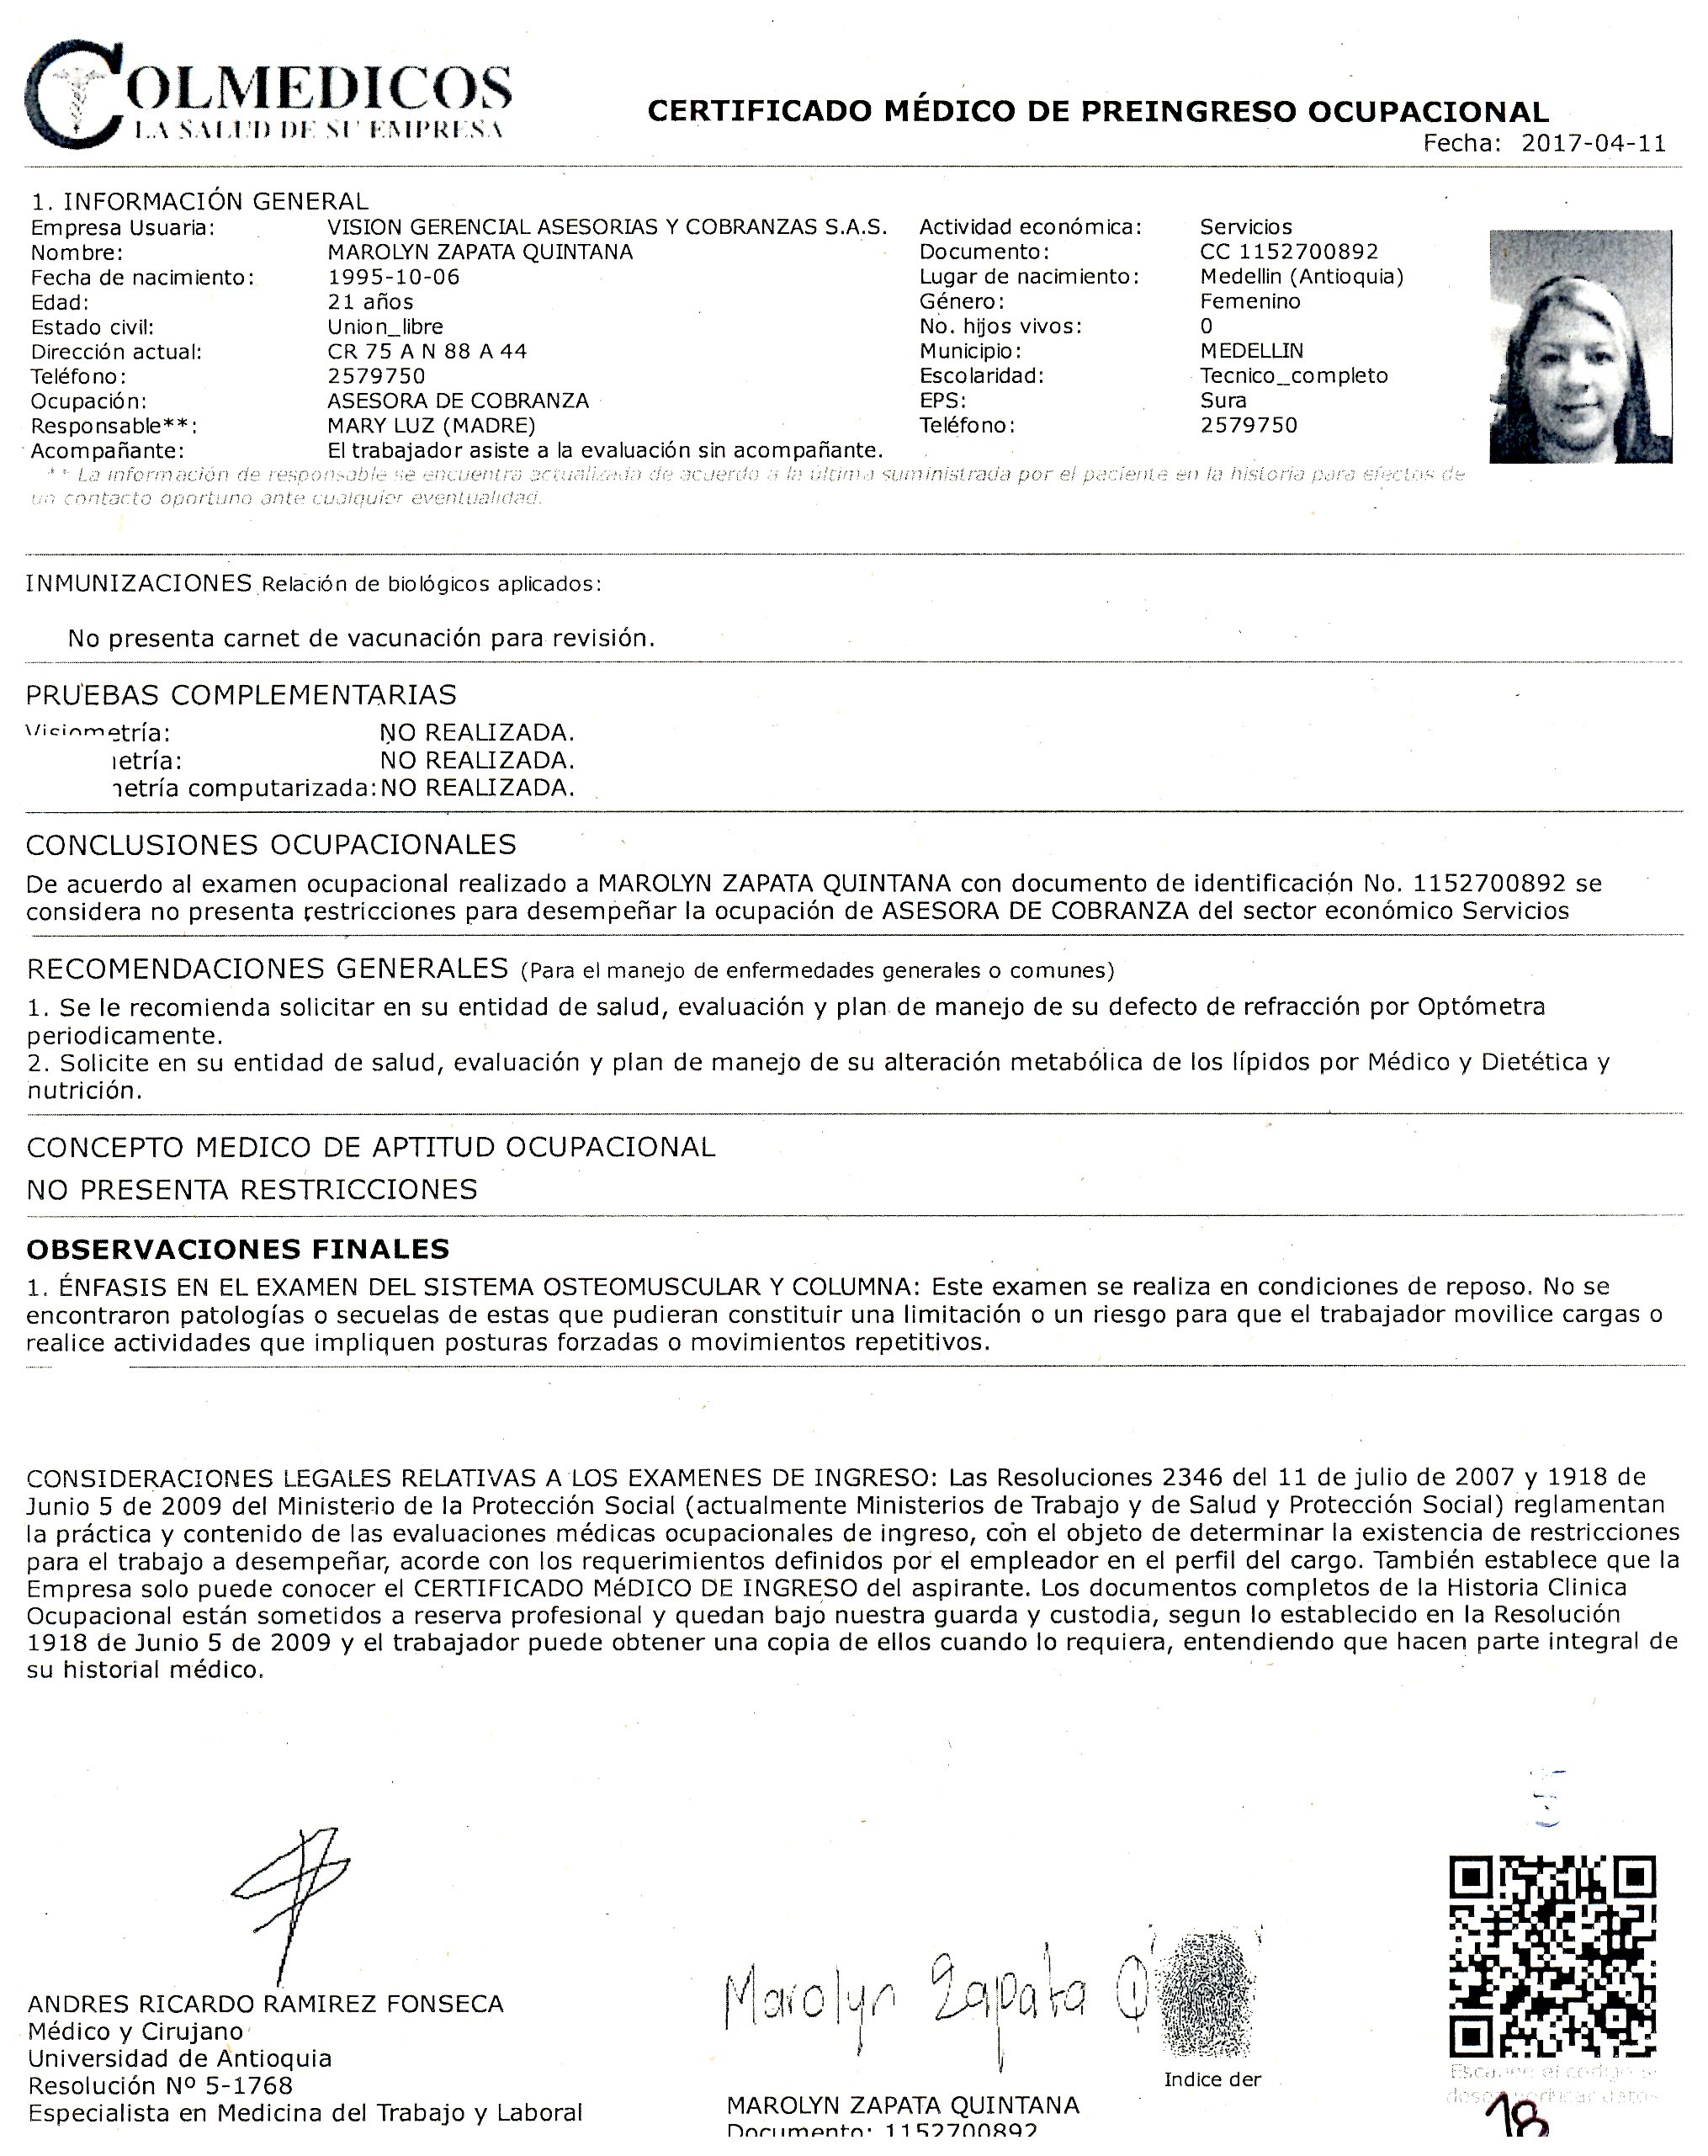 COLMEDICOS
LA SALUD DE SU EMPRESA
CERTIFICADO MÉDICO DE PREINGRESO OCUPACIONAL
Fecha: 2017-04-11
1. INFORMACIÓN GENERAL
Empresa Usuaria: VISION GERENCIAL ASESORIAS Y COBRANZAS S.A.S. Actividad económica: Servicios
Nombre: MAROLYN ZAPATA QUINTANA Documento: CC 1152700892
Fecha de nacimiento: 1995-10-06 Lugar de nacimiento: Medellin (Antioquia)
Edad: 21 años Género: Femenino
Estado civil: Union_libre No. hijos vivos: 0
Dirección actual: CR 75 A N 88 A 44 Municipio: MEDELLIN
Teléfono: 2579750 Escolaridad: Tecnico_completo
Ocupación: ASESORA DE COBRANZA EPS: Sura
Responsable**: MARY LUZ (MADRE) Teléfono: 2579750
Acompañante: El trabajador asiste a la evaluación sin acompañante.
** La información de responsable se encuentra actualizada de acuerdo a la última suministrada por el paciente en la historia para efectos de
un contacto oportuno ante cualquier eventualidad.
INMUNIZACIONES Relación de biológicos aplicados:
No presenta carnet de vacunación para revisión.
PRUEBAS COMPLEMENTARIAS
Visiometría: NO REALIZADA.
etría: NO REALIZADA.
etría computarizada: NO REALIZADA.
CONCLUSIONES OCUPACIONALES
De acuerdo al examen ocupacional realizado a MAROLYN ZAPATA QUINTANA con documento de identificación No. 1152700892 se
considera no presenta restricciones para desempeñar la ocupación de ASESORA DE COBRANZA del sector económico Servicios
RECOMENDACIONES GENERALES (Para el manejo de enfermedades generales o comunes)
1. Se le recomienda solicitar en su entidad de salud, evaluación y plan de manejo de su defecto de refracción por Optómetra
periodicamente.
2. Solicite en su entidad de salud, evaluación y plan de manejo de su alteración metabólica de los lípidos por Médico y Dietética y
nutrición.
CONCEPTO MEDICO DE APTITUD OCUPACIONAL
NO PRESENTA RESTRICCIONES
OBSERVACIONES FINALES
1. ÉNFASIS EN EL EXAMEN DEL SISTEMA OSTEOMUSCULAR Y COLUMNA: Este examen se realiza en condiciones de reposo. No se
encontraron patologías o secuelas de estas que pudieran constituir una limitación o un riesgo para que el trabajador movilice cargas o
realice actividades que impliquen posturas forzadas o movimientos repetitivos.
CONSIDERACIONES LEGALES RELATIVAS A LOS EXAMENES DE INGRESO: Las Resoluciones 2346 del 11 de julio de 2007 y 1918 de
Junio 5 de 2009 del Ministerio de la Protección Social (actualmente Ministerios de Trabajo y de Salud y Protección Social) reglamentan
la práctica y contenido de las evaluaciones médicas ocupacionales de ingreso, con el objeto de determinar la existencia de restricciones
para el trabajo a desempeñar, acorde con los requerimientos definidos por el empleador en el perfil del cargo. También establece que la
Empresa solo puede conocer el CERTIFICADO MéDICO DE INGRESO del aspirante. Los documentos completos de la Historia Clinica
Ocupacional están sometidos a reserva profesional y quedan bajo nuestra guarda y custodia, segun lo establecido en la Resolución
1918 de Junio 5 de 2009 y el trabajador puede obtener una copia de ellos cuando lo requiera, entendiendo que hacen parte integral de
su historial médico.
Marolyn Zapata Q
ANDRES RICARDO RAMIREZ FONSECA
Médico y Cirujano
Universidad de Antioquia
Resolución Nº 5-1768
Especialista en Medicina del Trabajo y Laboral
Indice der
MAROLYN ZAPATA QUINTANA
Documento: 1152700892
Escanee el código
verificar datos
18